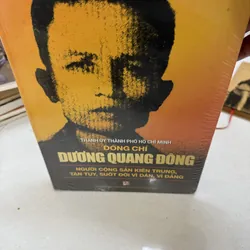 THÀNH ỦY THÀNH PHỐ HỒ CHÍ MINH
ĐỒNG CHÍ
DƯƠNG QUANG ĐÔNG
NGƯỜI CỘNG SẢN KIÊN TRUNG,
TẬN TỤY, SUỐT ĐỜI VÌ DÂN, VÌ ĐẢNG